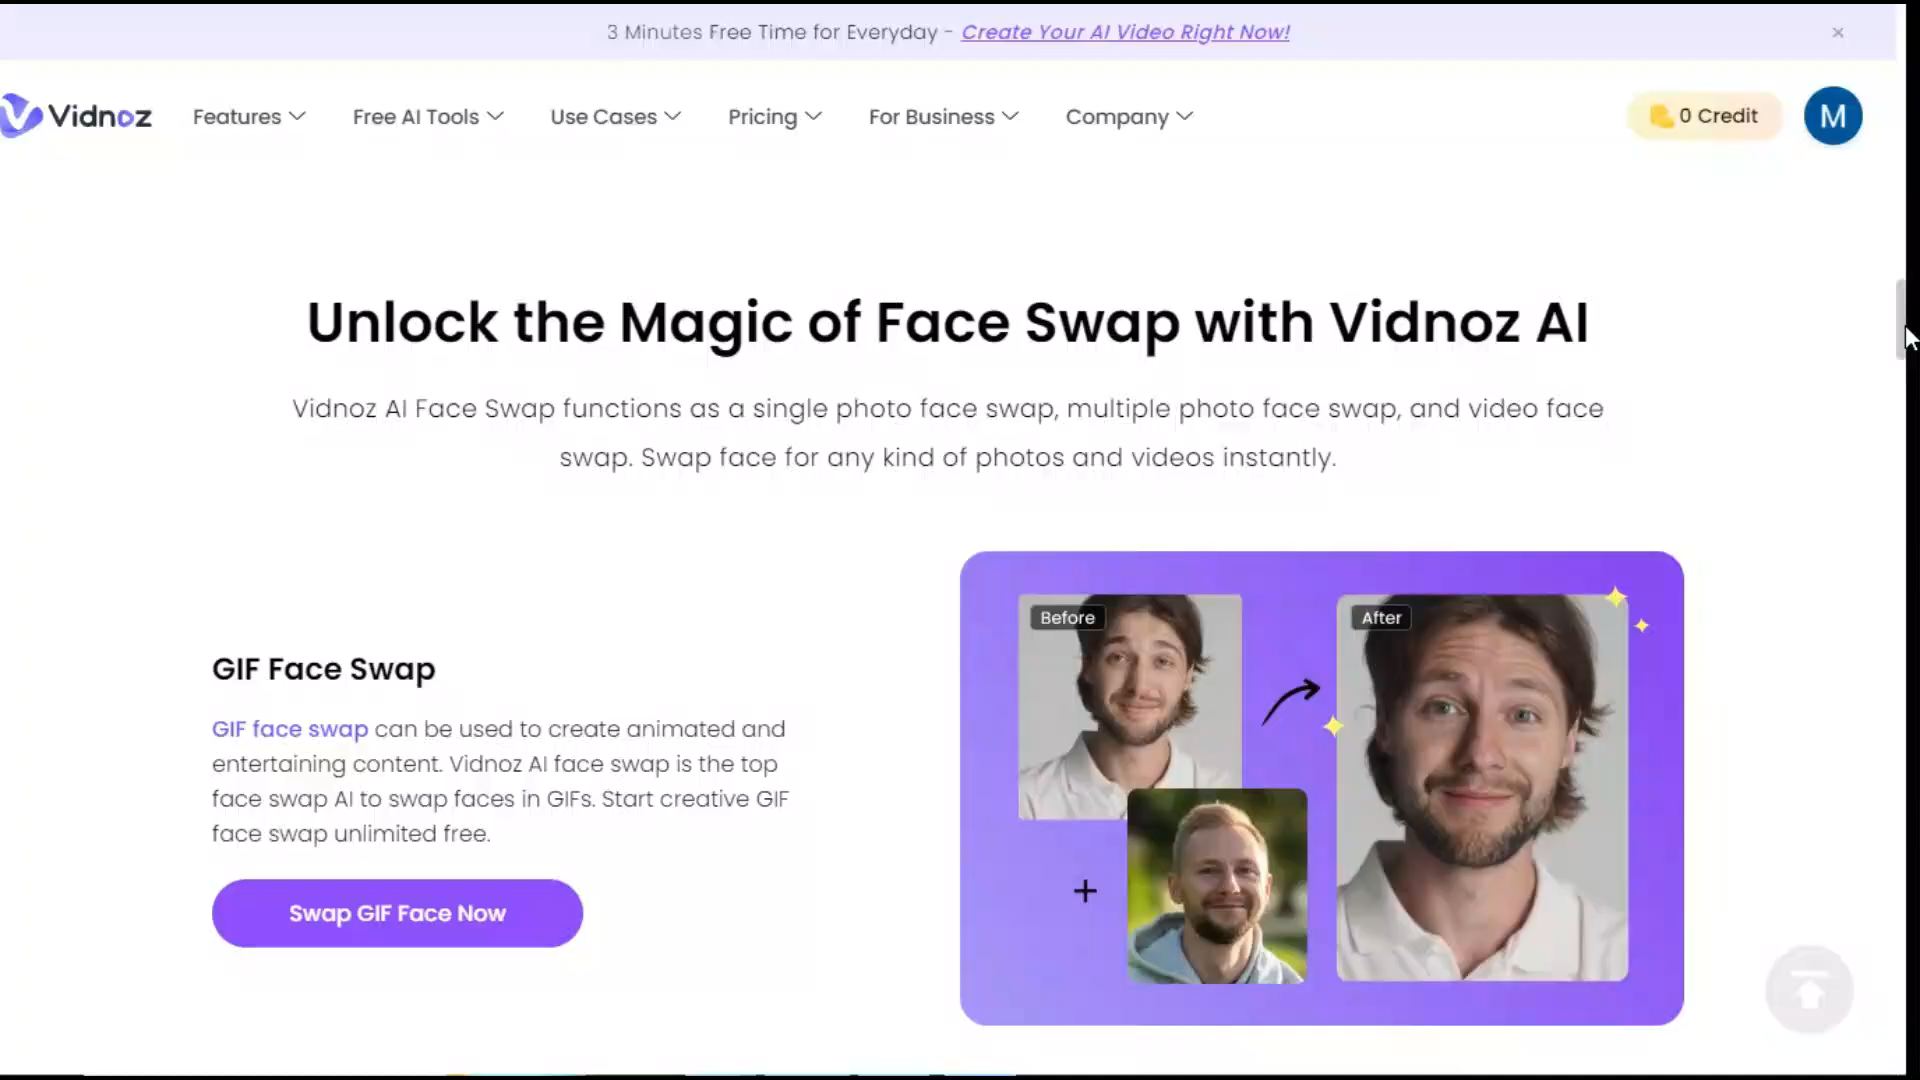 3 Minutes Free Time for Everyday - Create Your AI Video Right Now!
Vidnoz Features Free AI Tools Use Cases Pricing For Business Company 0 Credit M
Unlock the Magic of Face Swap with Vidnoz AI
Vidnoz AI Face Swap functions as a single photo face swap, multiple photo face swap, and video face
swap. Swap face for any kind of photos and videos instantly.
Before
After
GIF Face Swap
GIF face swap can be used to create animated and
entertaining content. Vidnoz AI face swap is the top
face swap AI to swap faces in GIFs. Start creative GIF
face swap unlimited free.
Swap GIF Face Now